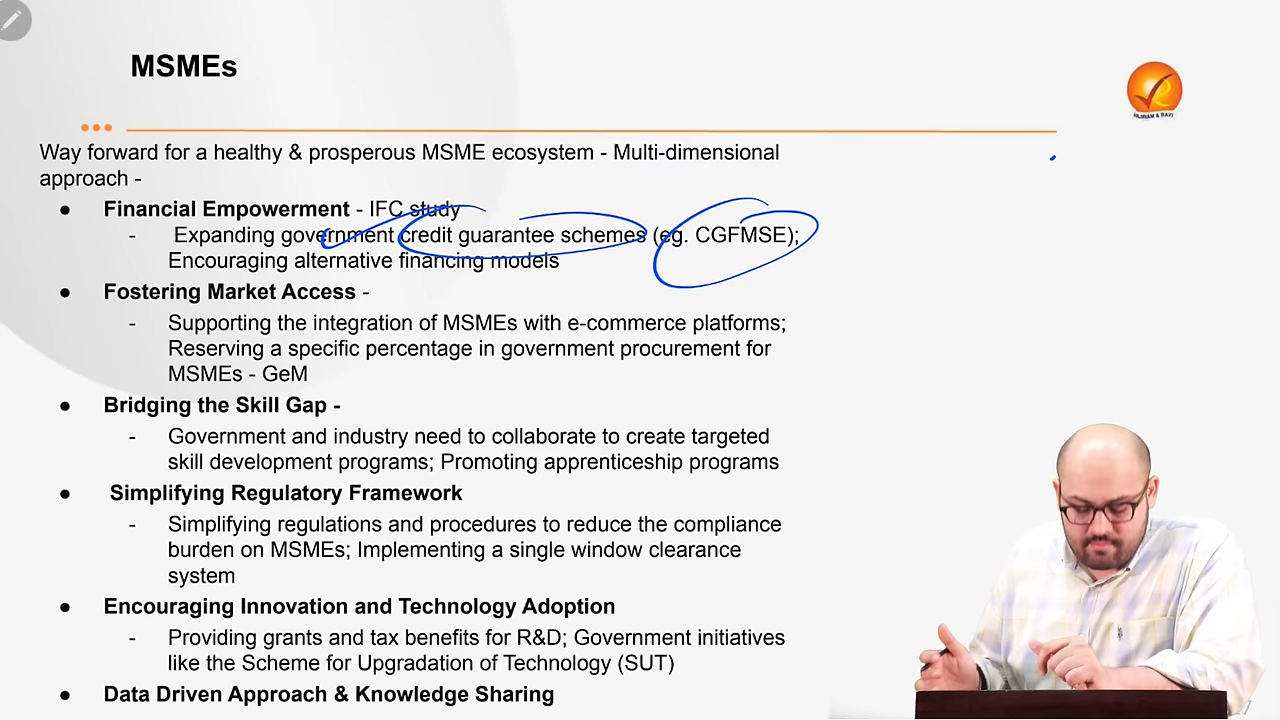 MSMEs
VAJIRAM & RAVI
Way forward for a healthy & prosperous MSME ecosystem - Multi-dimensional
approach -
● Financial Empowerment - IFC study
- Expanding government credit guarantee schemes (eg. CGFMSE);
Encouraging alternative financing models
● Fostering Market Access -
- Supporting the integration of MSMEs with e-commerce platforms;
Reserving a specific percentage in government procurement for
MSMEs - GeM
● Bridging the Skill Gap -
- Government and industry need to collaborate to create targeted
skill development programs; Promoting apprenticeship programs
● Simplifying Regulatory Framework
- Simplifying regulations and procedures to reduce the compliance
burden on MSMEs; Implementing a single window clearance
system
● Encouraging Innovation and Technology Adoption
- Providing grants and tax benefits for R&D; Government initiatives
like the Scheme for Upgradation of Technology (SUT)
● Data Driven Approach & Knowledge Sharing